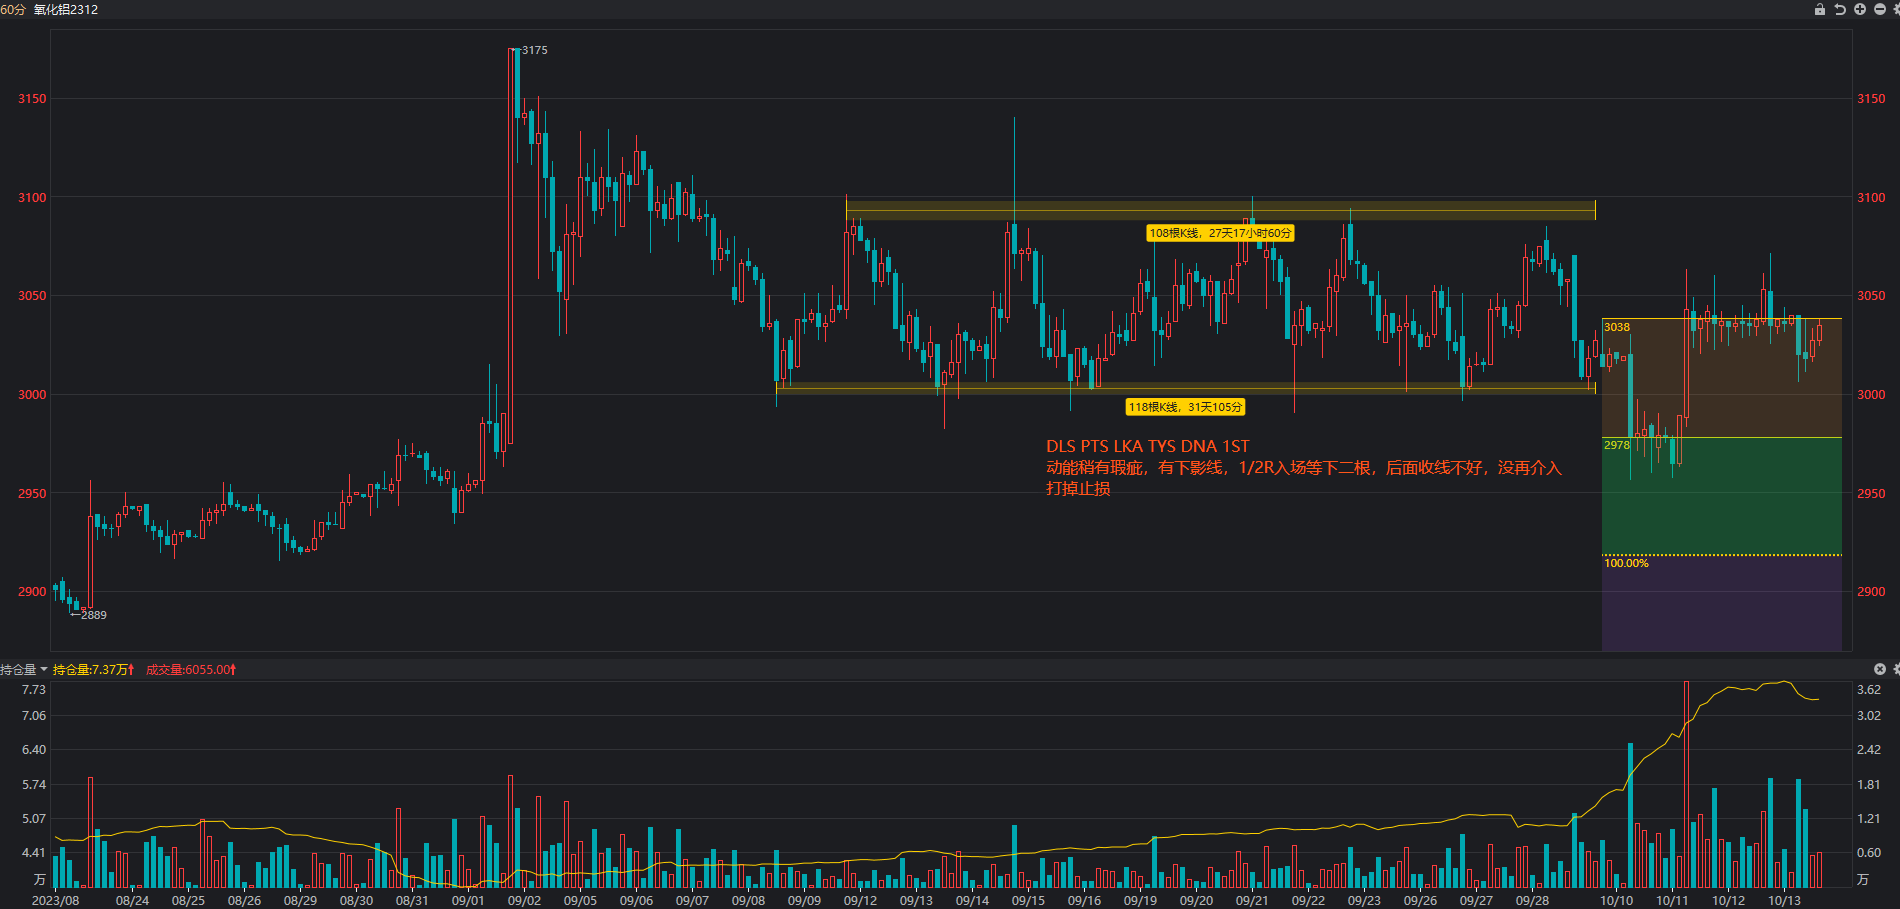 60分 氧化铝2312
3175
3150 3150
3100 3100
108根K线，27天17小时60分
3050 3050
3038
3000 3000
118根K线，31天105分
DLS PTS LKA TYS DNA 1ST
2978
动能稍有瑕疵，有下影线，1/2R入场等下二根，后面收线不好，没再介入
打掉止损
2950 2950
100.00%
2900 2900
←2889
持仓量 持仓量:7.37万↑ 成交量:6055.00↑
7.73 3.62
7.06 3.02
6.40 2.42
5.74 1.81
5.07 1.21
4.41 0.60
万 万
2023/08 08/24 08/25 08/26 08/29 08/30 08/31 09/01 09/02 09/05 09/06 09/07 09/08 09/09 09/12 09/13 09/14 09/15 09/16 09/19 09/20 09/21 09/22 09/23 09/26 09/27 09/28 10/10 10/11 10/12 10/13